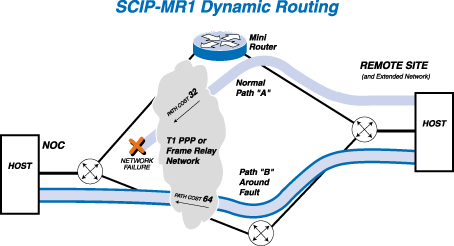 SCIP-MR1 Dynamic Routing
Mini
Router
REMOTE SITE
(and Extended Network)
Normal
Path "A"
PATH COST 32
HOST
NOC
HOST
NETWORK
FAILURE
T1 PPP or
Frame Relay
Network
Path "B"
Around
Fault
PATH COST 64